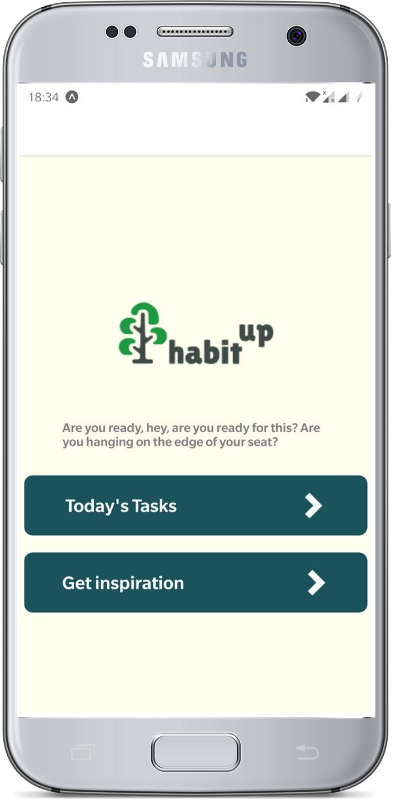 SAMSUNG
18:34
habit up
Are you ready, hey, are you ready for this? Are
you hanging on the edge of your seat?
Today's Tasks
Get inspiration